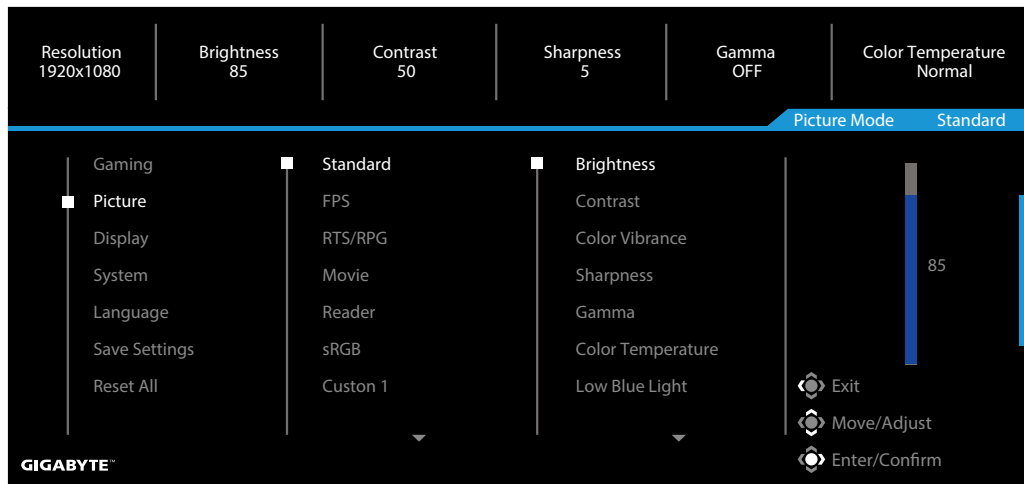 Resolution
1920x1080
Brightness
85
Contrast
50
Sharpness
5
Gamma
OFF
Color Temperature
Normal
Picture Mode Standard
Gaming
Picture
Display
System
Language
Save Settings
Reset All
Standard
FPS
RTS/RPG
Movie
Reader
sRGB
Custon 1
Brightness
Contrast
Color Vibrance
Sharpness
Gamma
Color Temperature
Low Blue Light
85
Exit
Move/Adjust
Enter/Confirm
GIGABYTE™